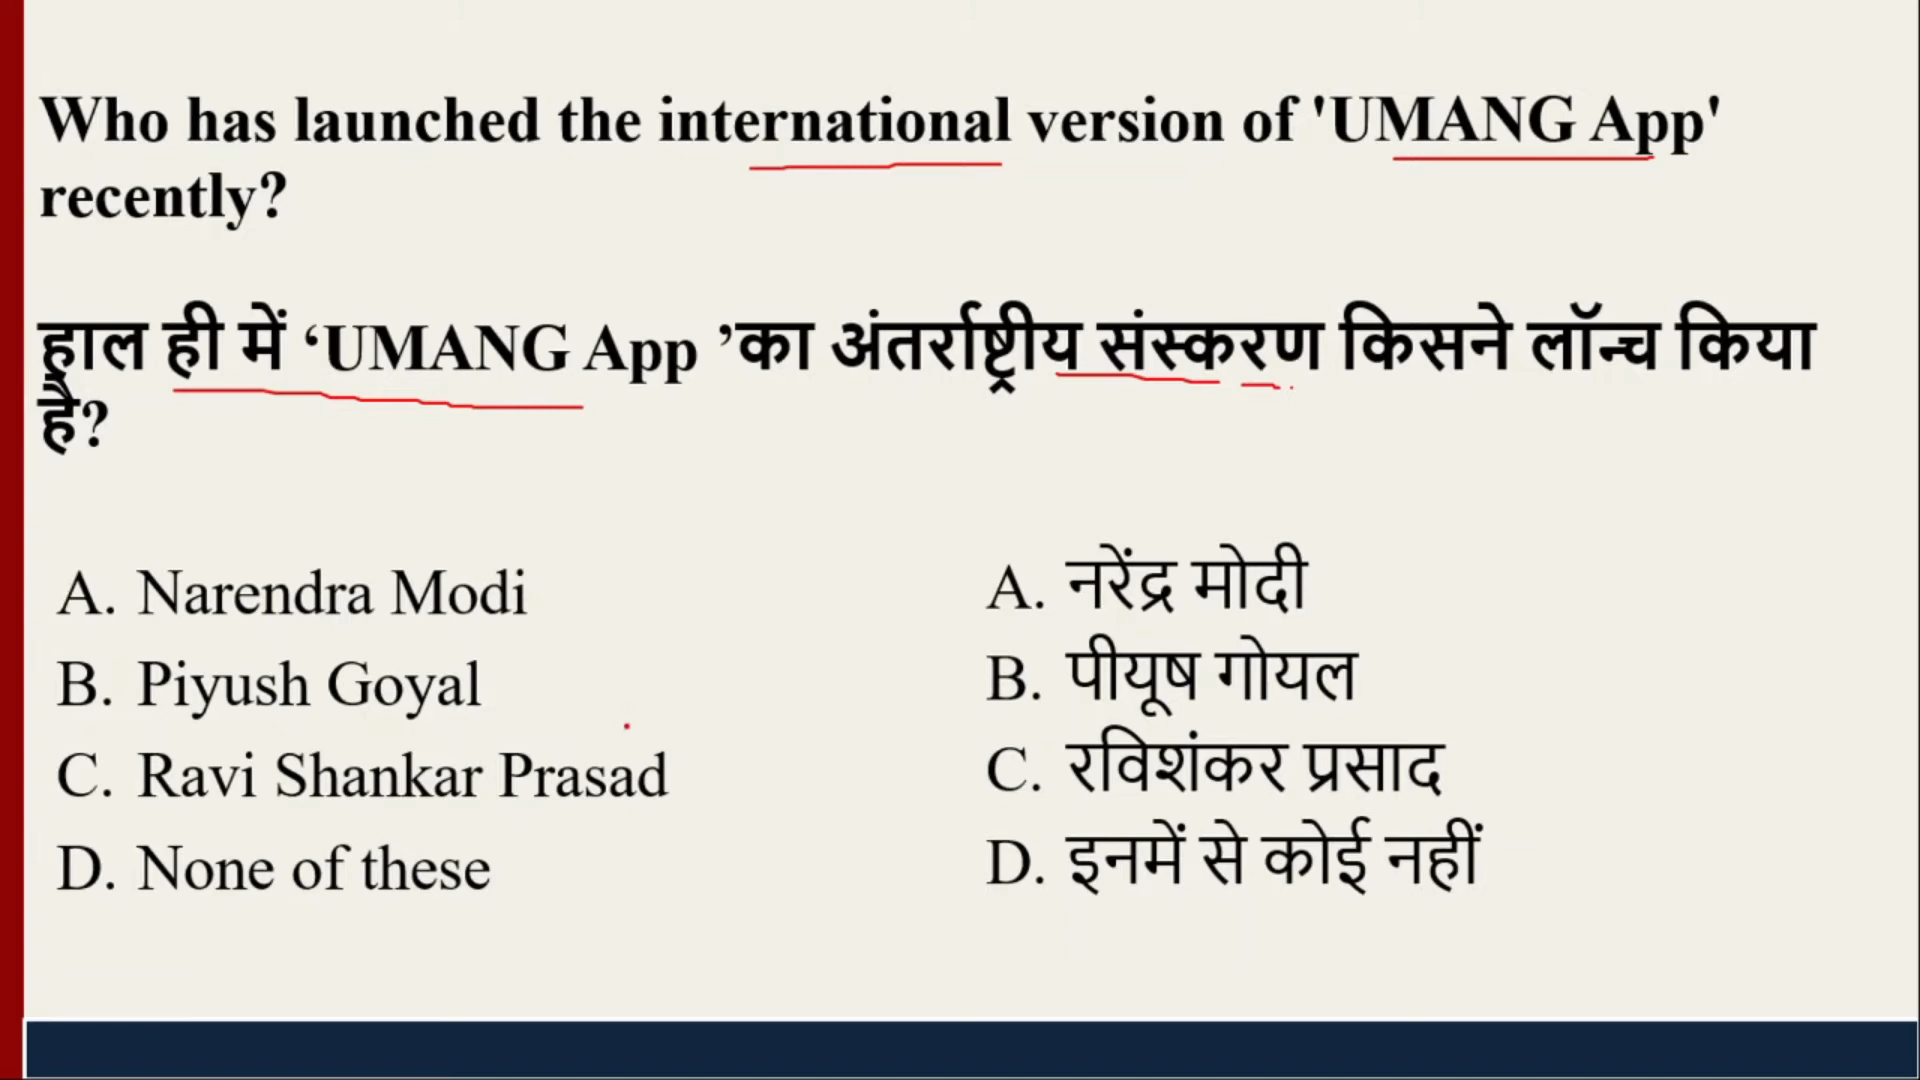 Who has launched the international version of 'UMANG App'
recently?
हाल ही में ‘UMANG App ’का अंतर्राष्ट्रीय संस्करण किसने लॉन्च किया
है?
A. Narendra Modi
B. Piyush Goyal
C. Ravi Shankar Prasad
D. None of these
A. नरेंद्र मोदी
B. पीयूष गोयल
C. रविशंकर प्रसाद
D. इनमें से कोई नहीं